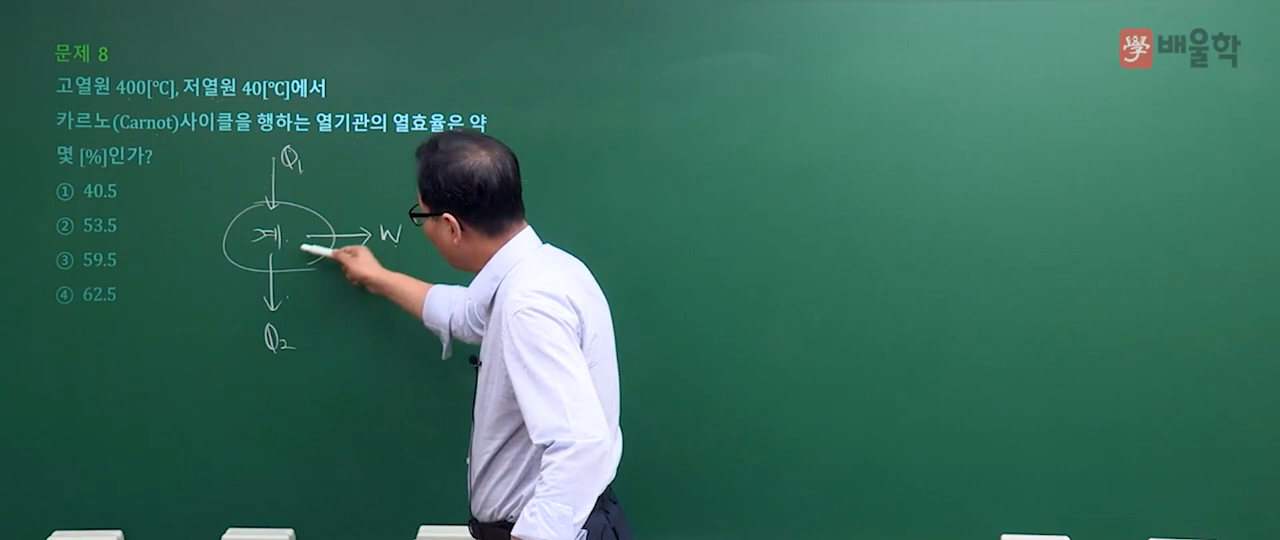 문제 8
고열원 400[℃], 저열원 40[℃]에서
카르노(Carnot)사이클을 행하는 열기관의 열효율은 약
몇 [%]인가?
① 40.5
② 53.5
③ 59.5
④ 62.5
Q1
계
W
Q2
學 배울학